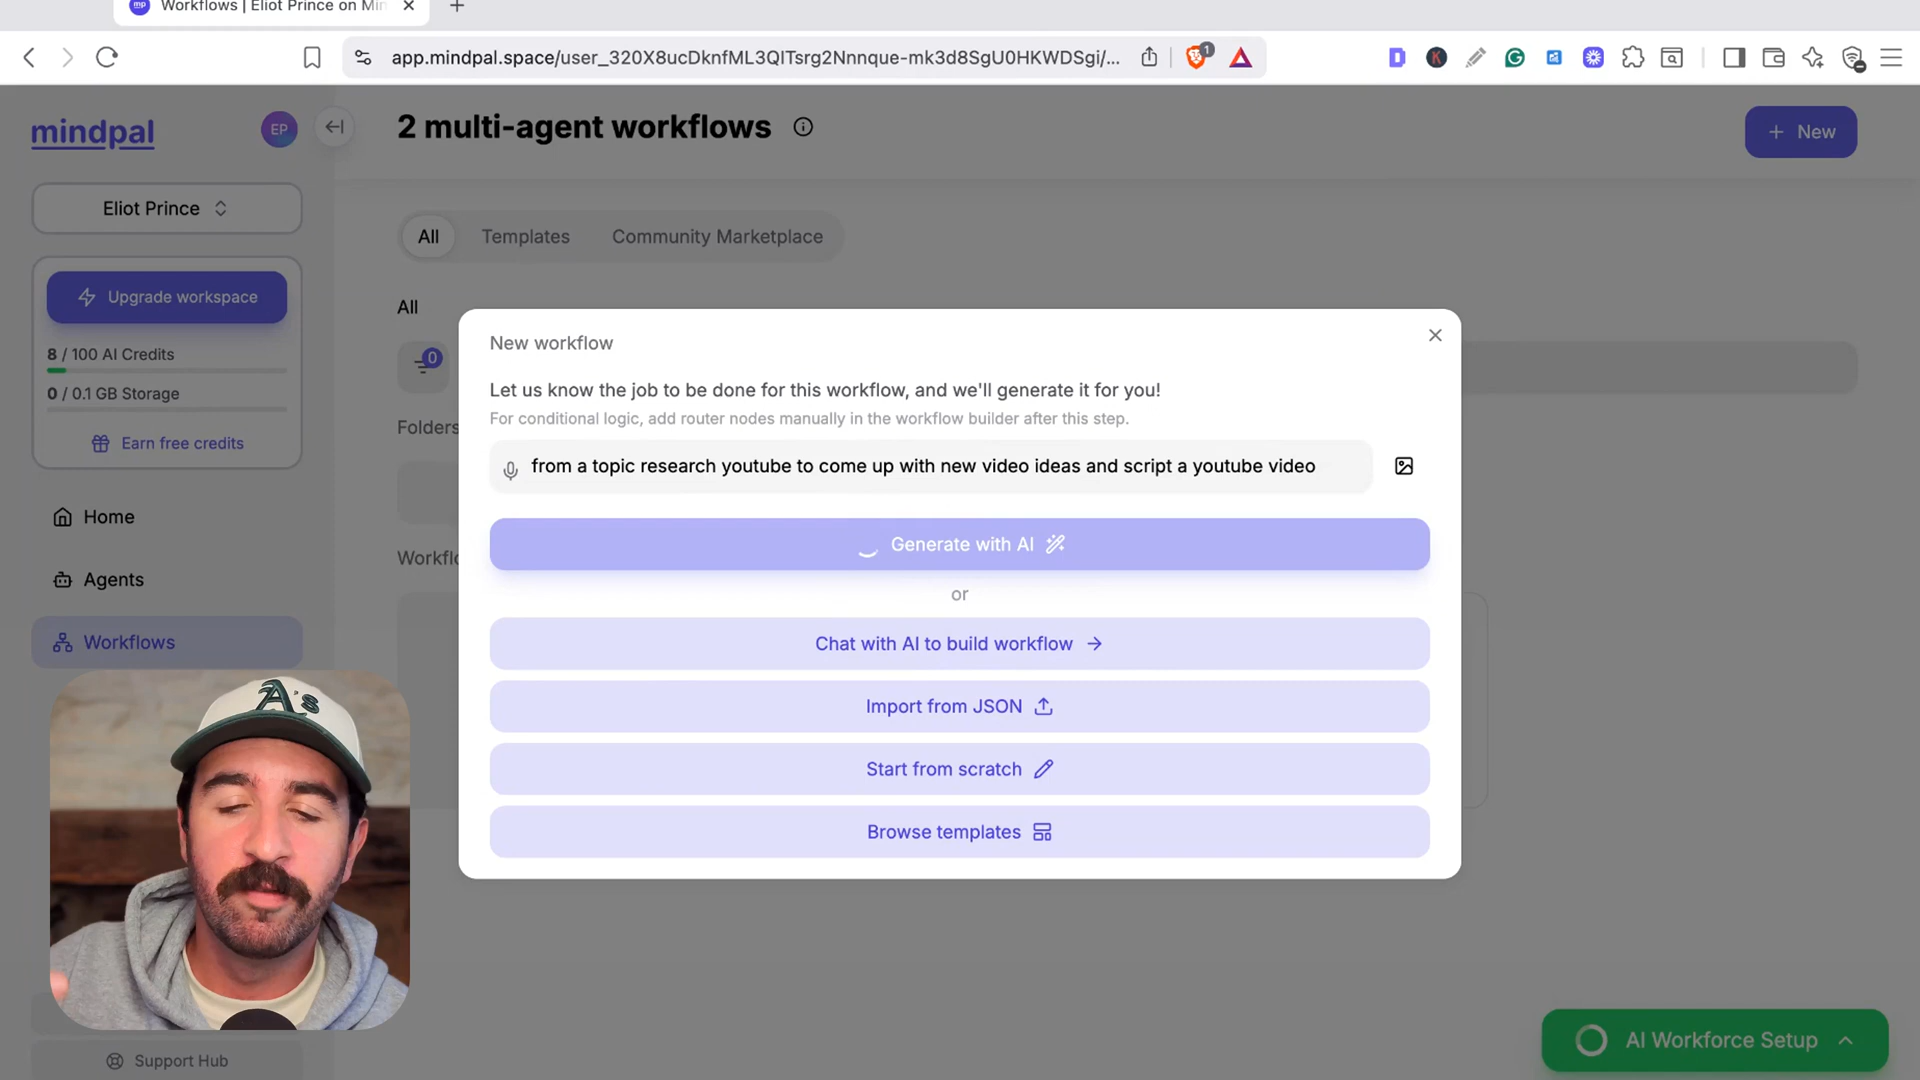 Workflows | Eliot Prince on Min
app.mindpal.space/user_320X8ucDknfML3QITsrg2Nnnque-mk3d8SgU0HKWDSgi/...
1
mindpal
EP
2 multi-agent workflows
+ New
Eliot Prince
All
Templates
Community Marketplace
Upgrade workspace
8 / 100 AI Credits
0 / 0.1 GB Storage
Earn free credits
All
0
Folders
Workflo
Home
Agents
Workflows
New workflow
Let us know the job to be done for this workflow, and we'll generate it for you!
For conditional logic, add router nodes manually in the workflow builder after this step.
from a topic research youtube to come up with new video ideas and script a youtube video
Generate with AI
or
Chat with AI to build workflow
Import from JSON
Start from scratch
Browse templates
A's
Support Hub
AI Workforce Setup